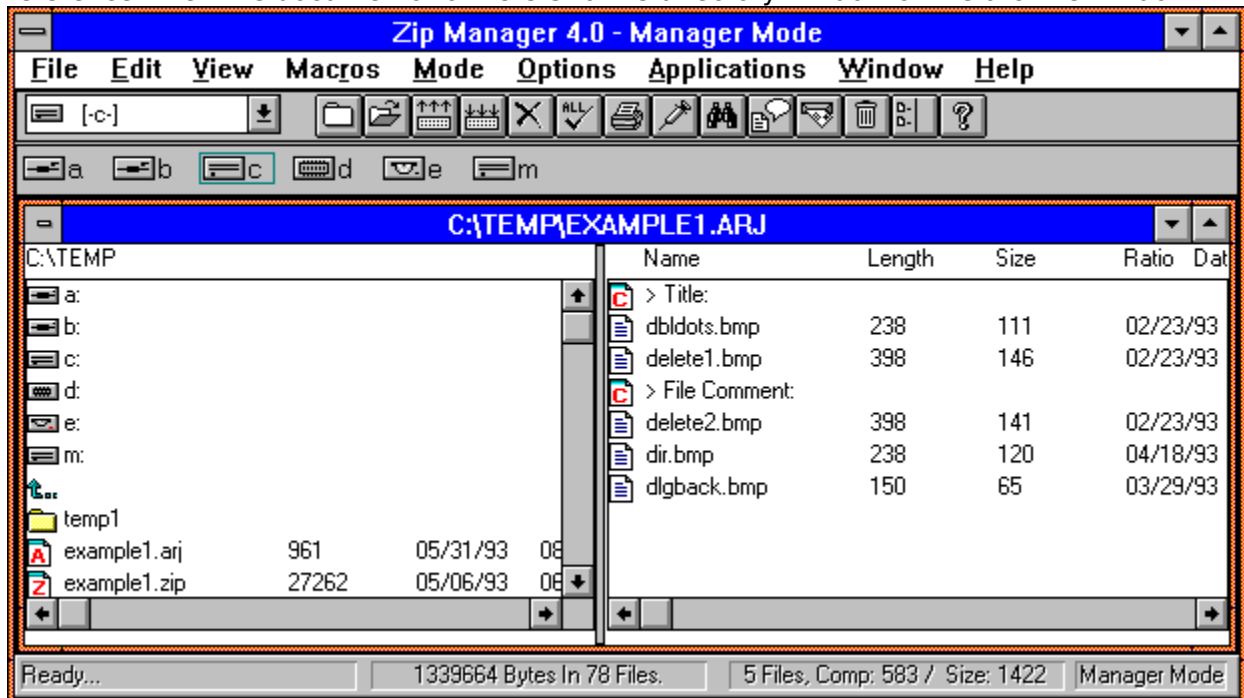 Zip Manager 4.0 - Manager Mode
File Edit View Macros Mode Options Applications Window Help
[-c-] ALL ?
a b c d e m
C:\TEMP\EXAMPLE1.ARJ
C:\TEMP
a:
b:
c:
d:
e:
m:
temp1
A example1.arj 961 05/31/93 08
Z example1.zip 27262 05/06/93 08
Name Length Size Ratio Dat
C > Title:
dbldots.bmp 238 111 02/23/93
delete1.bmp 398 146 02/23/93
C > File Comment:
delete2.bmp 398 141 02/23/93
dir.bmp 238 120 04/18/93
dlgback.bmp 150 65 03/29/93
Ready... 1339664 Bytes In 78 Files. 5 Files, Comp: 583 / Size: 1422 Manager Mode